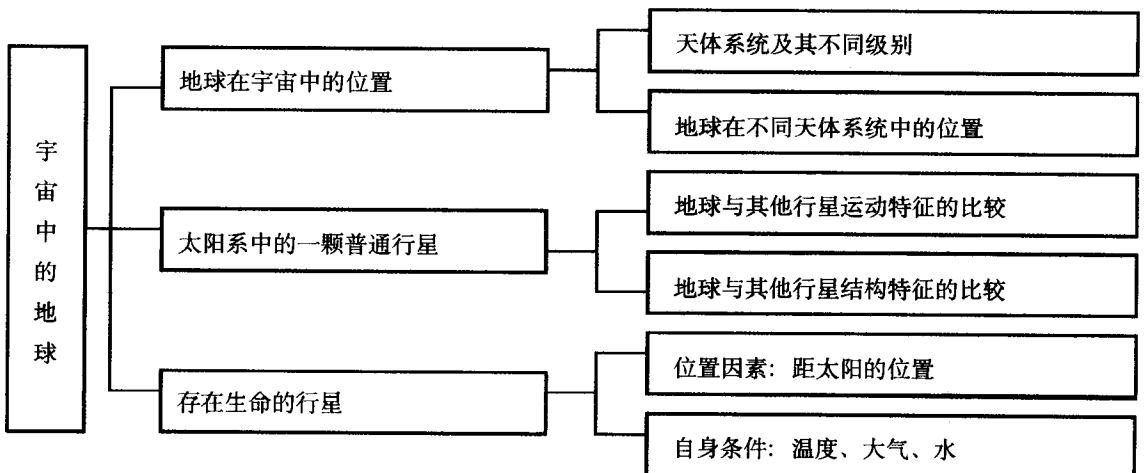 宇宙中的地球
地球在宇宙中的位置
天体系统及其不同级别
地球在不同天体系统中的位置
太阳系中的一颗普通行星
地球与其他行星运动特征的比较
地球与其他行星结构特征的比较
存在生命的行星
位置因素：距太阳的位置
自身条件：温度、大气、水